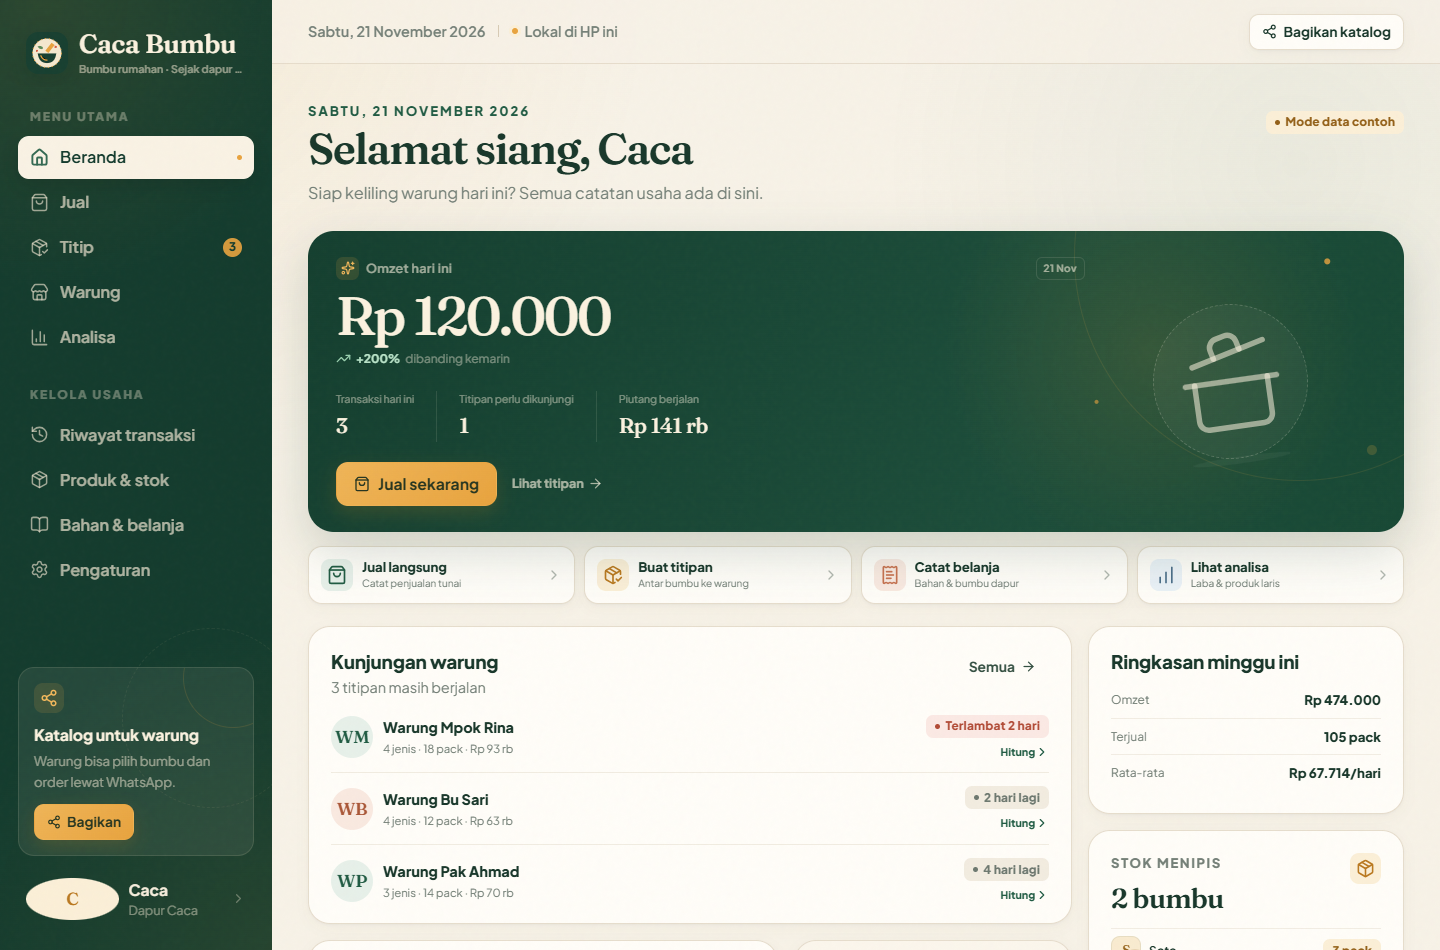 Caca Bumbu
Bumbu rumahan · Sejak dapur ...
MENU UTAMA
Beranda
Jual
Titip 3
Warung
Analisa
KELOLA USAHA
Riwayat transaksi
Produk & stok
Bahan & belanja
Pengaturan
Katalog untuk warung
Warung bisa pilih bumbu dan
order lewat WhatsApp.
Bagikan
C
Caca
Dapur Caca
Sabtu, 21 November 2026
Lokal di HP ini
Bagikan katalog
SABTU, 21 NOVEMBER 2026
Mode data contoh
Selamat siang, Caca
Siap keliling warung hari ini? Semua catatan usaha ada di sini.
Omzet hari ini
21 Nov
Rp 120.000
+200% dibanding kemarin
Transaksi hari ini
3
Titipan perlu dikunjungi
1
Piutang berjalan
Rp 141 rb
Jual sekarang
Lihat titipan
Jual langsung
Catat penjualan tunai
Buat titipan
Antar bumbu ke warung
Catat belanja
Bahan & bumbu dapur
Lihat analisa
Laba & produk laris
Kunjungan warung
3 titipan masih berjalan
Semua
WM
Warung Mpok Rina
4 jenis · 18 pack · Rp 93 rb
Terlambat 2 hari
Hitung
WB
Warung Bu Sari
4 jenis · 12 pack · Rp 63 rb
2 hari lagi
Hitung
WP
Warung Pak Ahmad
3 jenis · 14 pack · Rp 70 rb
4 hari lagi
Hitung
Ringkasan minggu ini
Omzet Rp 474.000
Terjual 105 pack
Rata-rata Rp 67.714/hari
STOK MENIPIS
2 bumbu